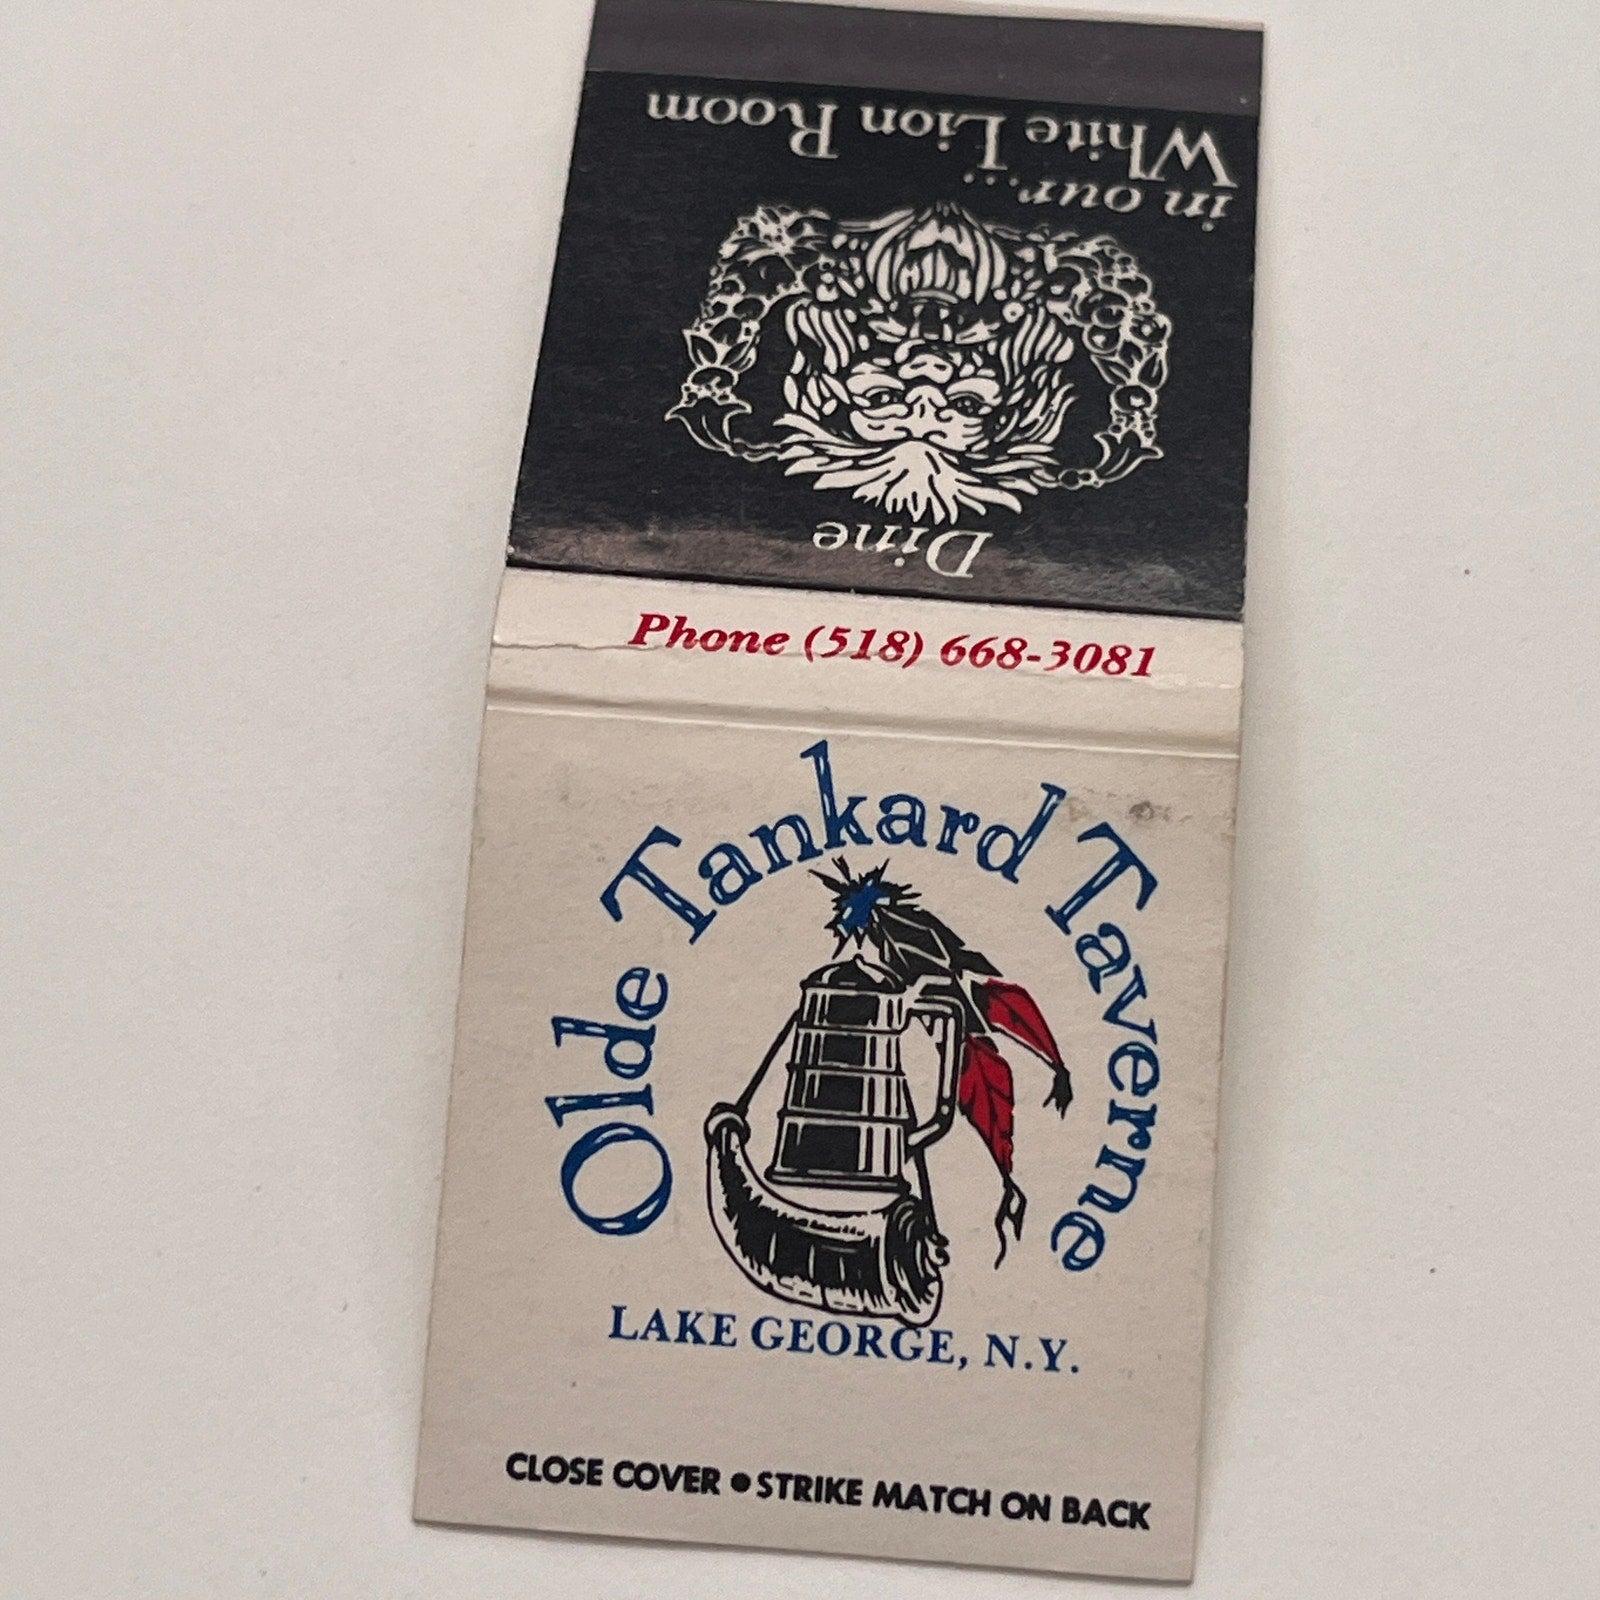 Dine
in our...
White Lion Room
Phone (518) 668-3081
Olde Tankard Taverne
LAKE GEORGE, N.Y.
CLOSE COVER • STRIKE MATCH ON BACK